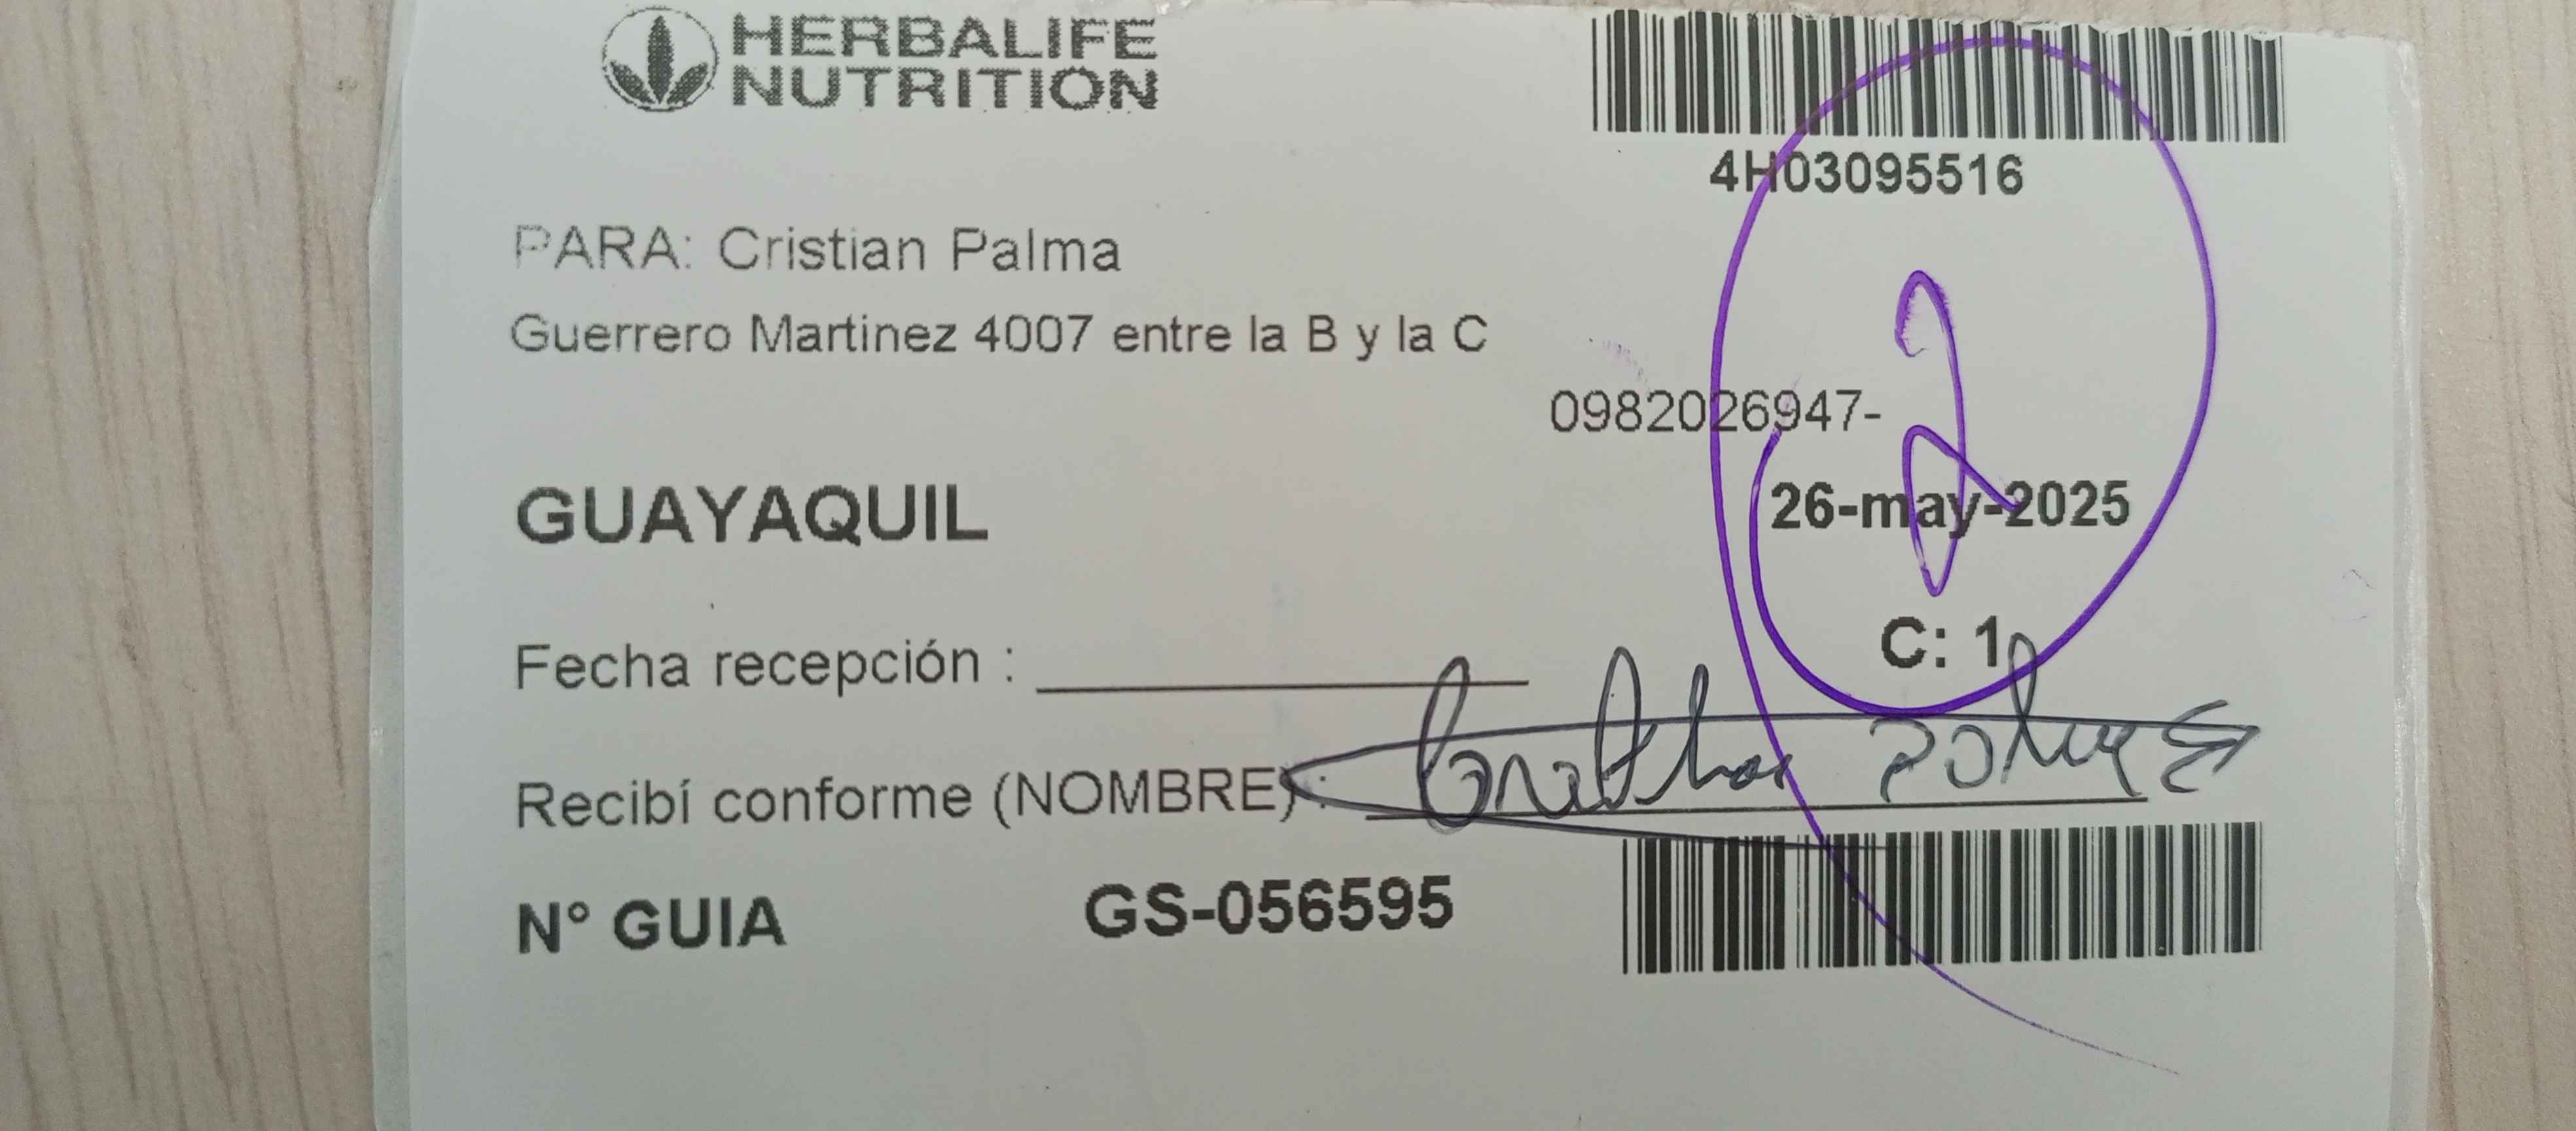 HERBALIFE
NUTRITION
4H03095516
PARA: Cristian Palma
Guerrero Martinez 4007 entre la B y la C
0982026947-
2
GUAYAQUIL
26-may-2025
C: 1
Fecha recepción :
Recibí conforme (NOMBRE) :
N° GUIA GS-056595